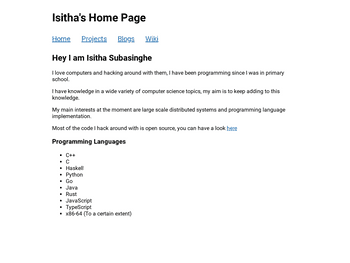 Isitha's Home Page
Home Projects Blogs Wiki
Hey I am Isitha Subasinghe
I love computers and hacking around with them, I have been programming since I was in primary
school.
I have knowledge in a wide variety of computer science topics, my aim is to keep adding to this
knowledge.
My main interests at the moment are large scale distributed systems and programming language
implementation.
Most of the code I hack around with is open source, you can have a look here
Programming Languages
C++
C
Haskell
Python
Go
Java
Rust
JavaScript
TypeScript
x86-64 (To a certain extent)